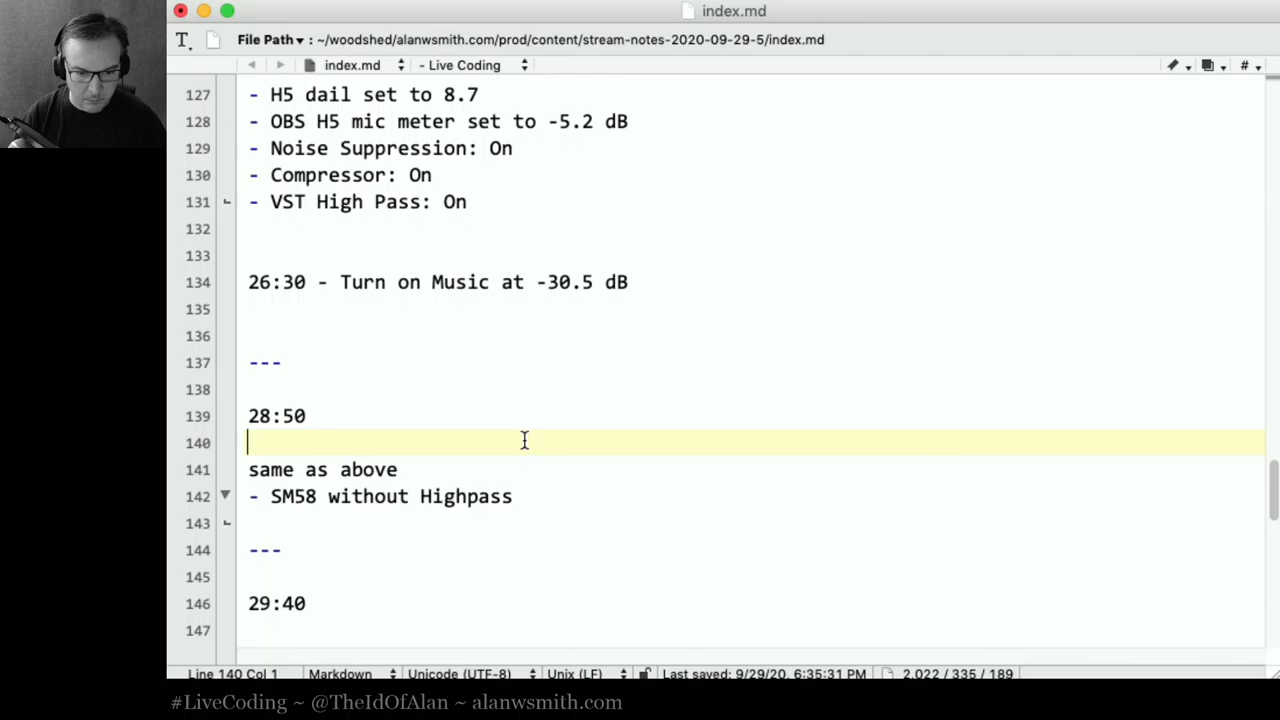 index.md
File Path : ~/woodshed/alanwsmith.com/prod/content/stream-notes-2020-09-29-5/index.md
index.md - Live Coding #
127 - H5 dail set to 8.7
128 - OBS H5 mic meter set to -5.2 dB
129 - Noise Suppression: On
130 - Compressor: On
131 - VST High Pass: On
132
133
134 26:30 - Turn on Music at -30.5 dB
135
136
137 ---
138
139 28:50
140
141 same as above
142 - SM58 without Highpass
143
144 ---
145
146 29:40
147
Line 140 Col 1 Markdown Unicode (UTF-8) Unix (LF) Last saved: 9/29/20, 6:35:31 PM 2,022 / 335 / 189
#LiveCoding ~ @TheIdOfAlan ~ alanwsmith.com